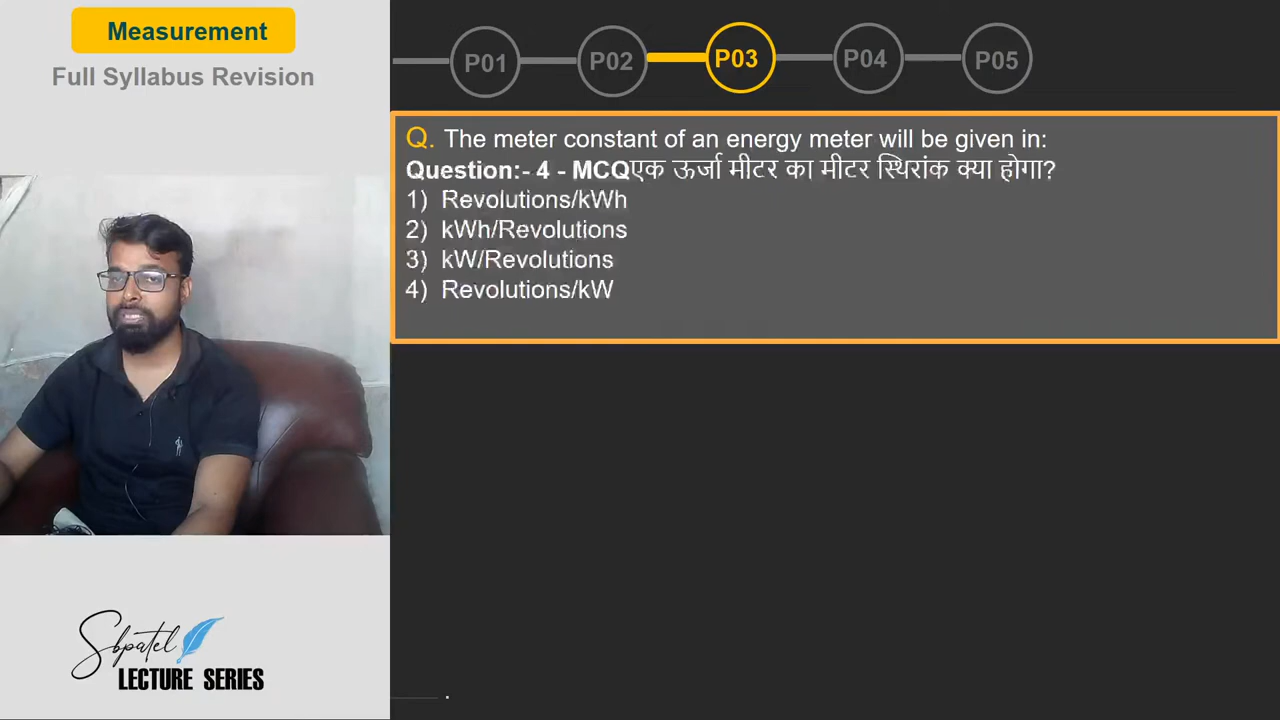 Measurement
Full Syllabus Revision
P01
P02
P03
P04
P05
Q. The meter constant of an energy meter will be given in:
Question:- 4 - MCQएक ऊर्जा मीटर का मीटर स्थिरांक क्या होगा?
1) Revolutions/kWh
2) kWh/Revolutions
3) kW/Revolutions
4) Revolutions/kW
Sbpatel
LECTURE SERIES